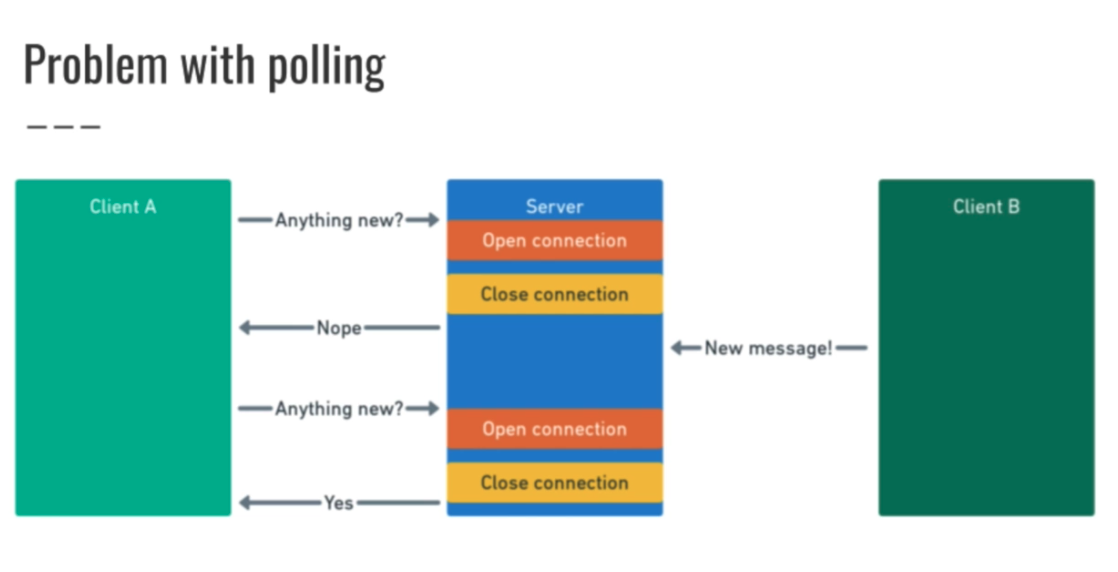 Problem with polling
Client A
Anything new?
Server
Open connection
Close connection
Nope
New message!
Anything new?
Open connection
Close connection
Yes
Client B